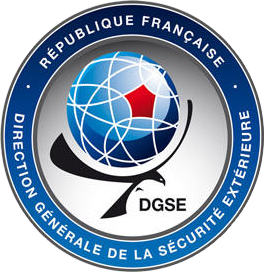 RÉPUBLIQUE FRANÇAISE
DGSE
· DIRECTION GÉNÉRALE DE LA SÉCURITÉ EXTÉRIEURE ·